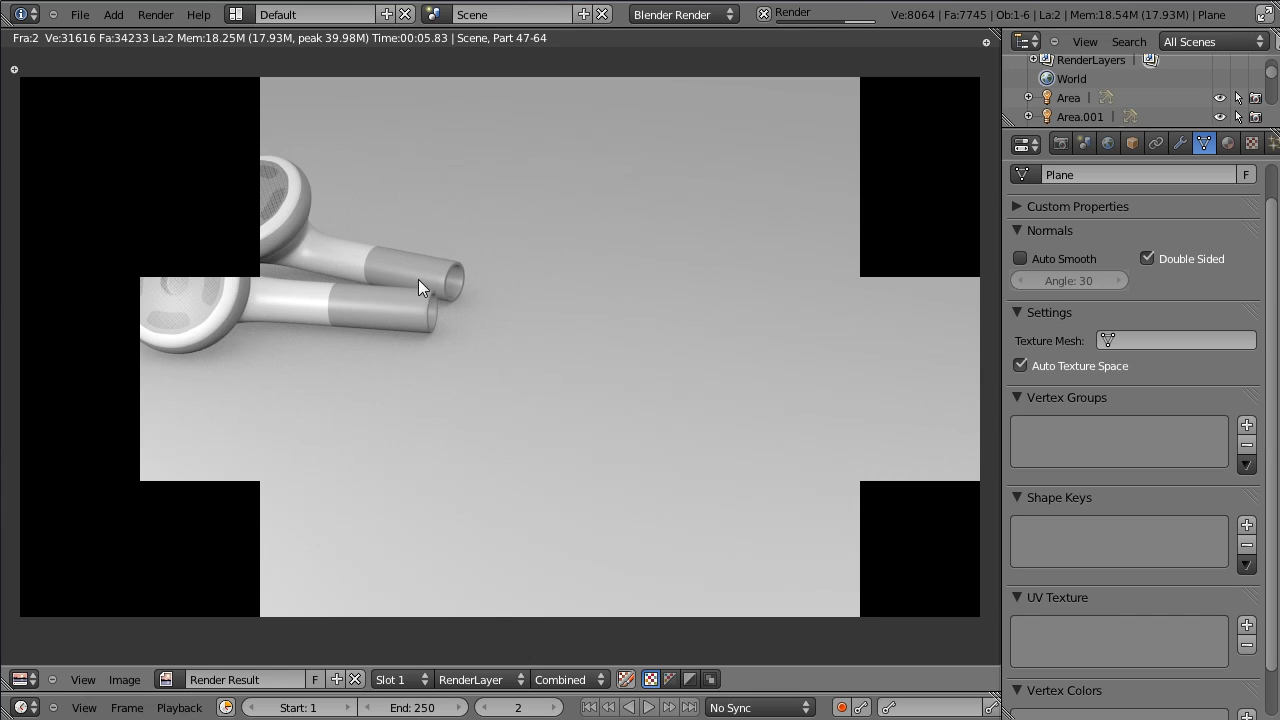 File Add Render Help Default Scene Blender Render Render Ve:8064 | Fa:7745 | Ob:1-6 | La:2 | Mem:18.54M (17.93M) | Plane
Fra:2 Ve:31616 Fa:34233 La:2 Mem:18.25M (17.93M, peak 39.98M) Time:00:05.83 | Scene, Part 47-64
View Search All Scenes
RenderLayers
World
Area
Area.001
Plane F
Custom Properties
Normals
Auto Smooth Double Sided
Angle: 30
Settings
Texture Mesh:
Auto Texture Space
Vertex Groups
Shape Keys
UV Texture
Vertex Colors
View Image Render Result F Slot 1 RenderLayer Combined
View Frame Playback Start: 1 End: 250 2 No Sync